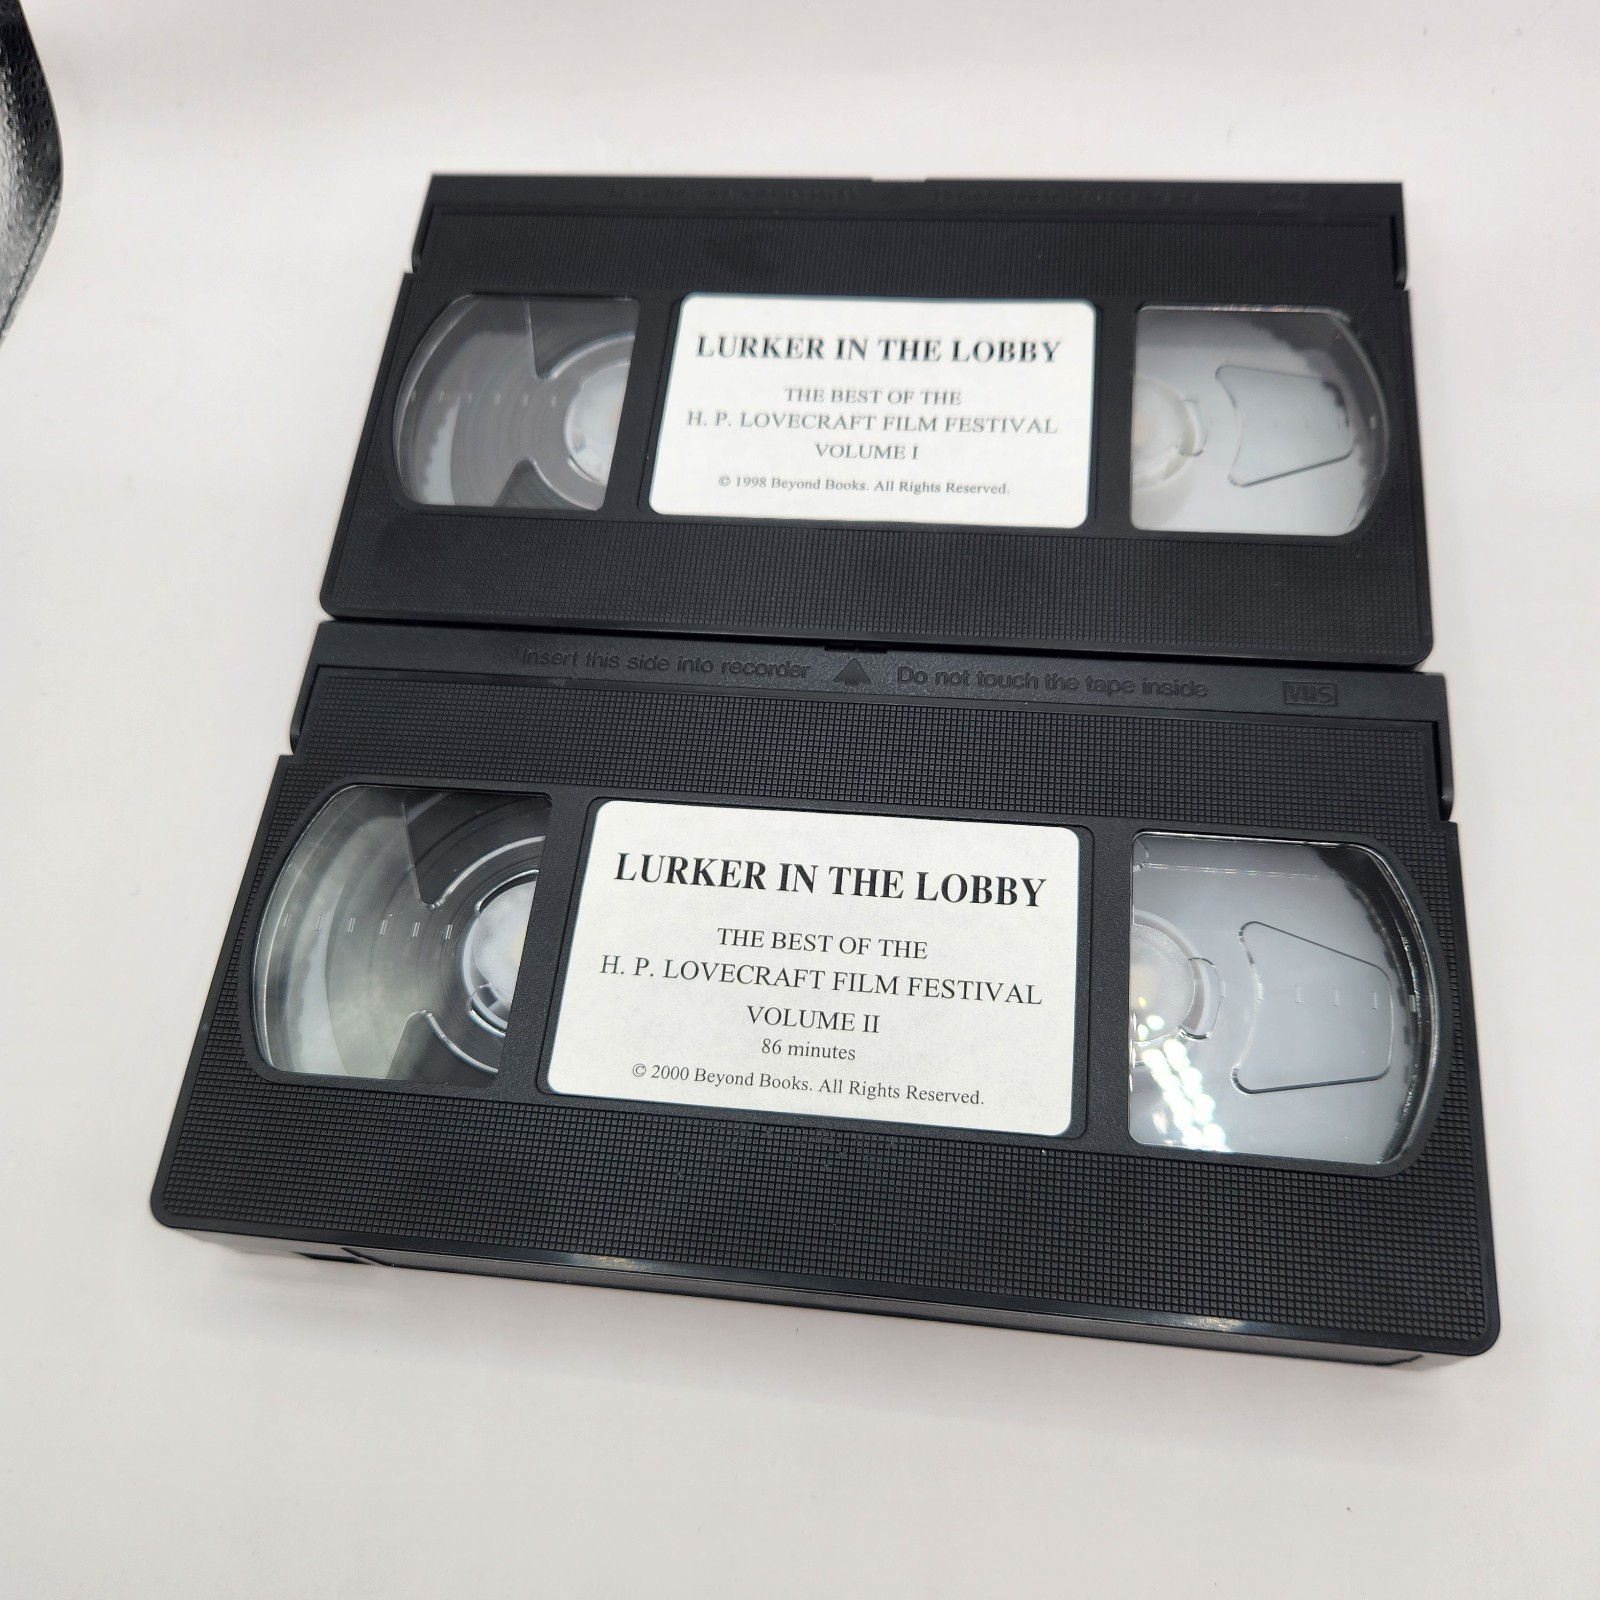 LURKER IN THE LOBBY
THE BEST OF THE
H. P. LOVECRAFT FILM FESTIVAL
VOLUME I
© 1998 Beyond Books. All Rights Reserved.
Insert this side into recorder Do not touch the tape inside VHS
LURKER IN THE LOBBY
THE BEST OF THE
H. P. LOVECRAFT FILM FESTIVAL
VOLUME II
86 minutes
© 2000 Beyond Books. All Rights Reserved.